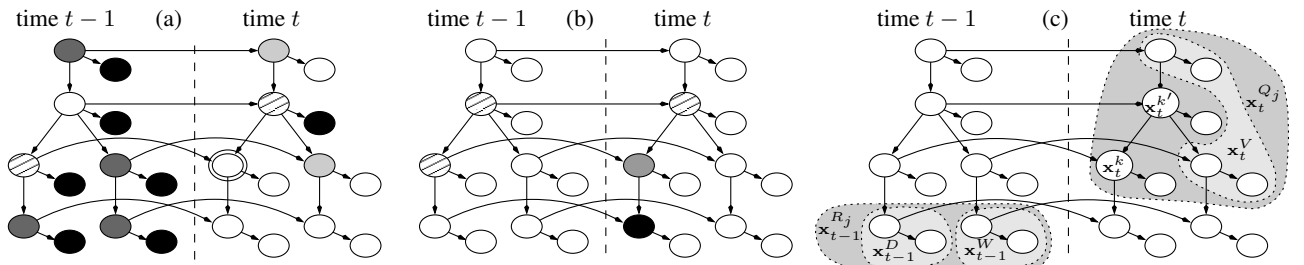 time t − 1 (a) time t
time t − 1 (b) time t
time t − 1 (c) time t
x_t^{Q_j}
x_t^{k'}
x_t^V
x_t^k
x_{t−1}^{R_j}
x_{t−1}^D x_{t−1}^W